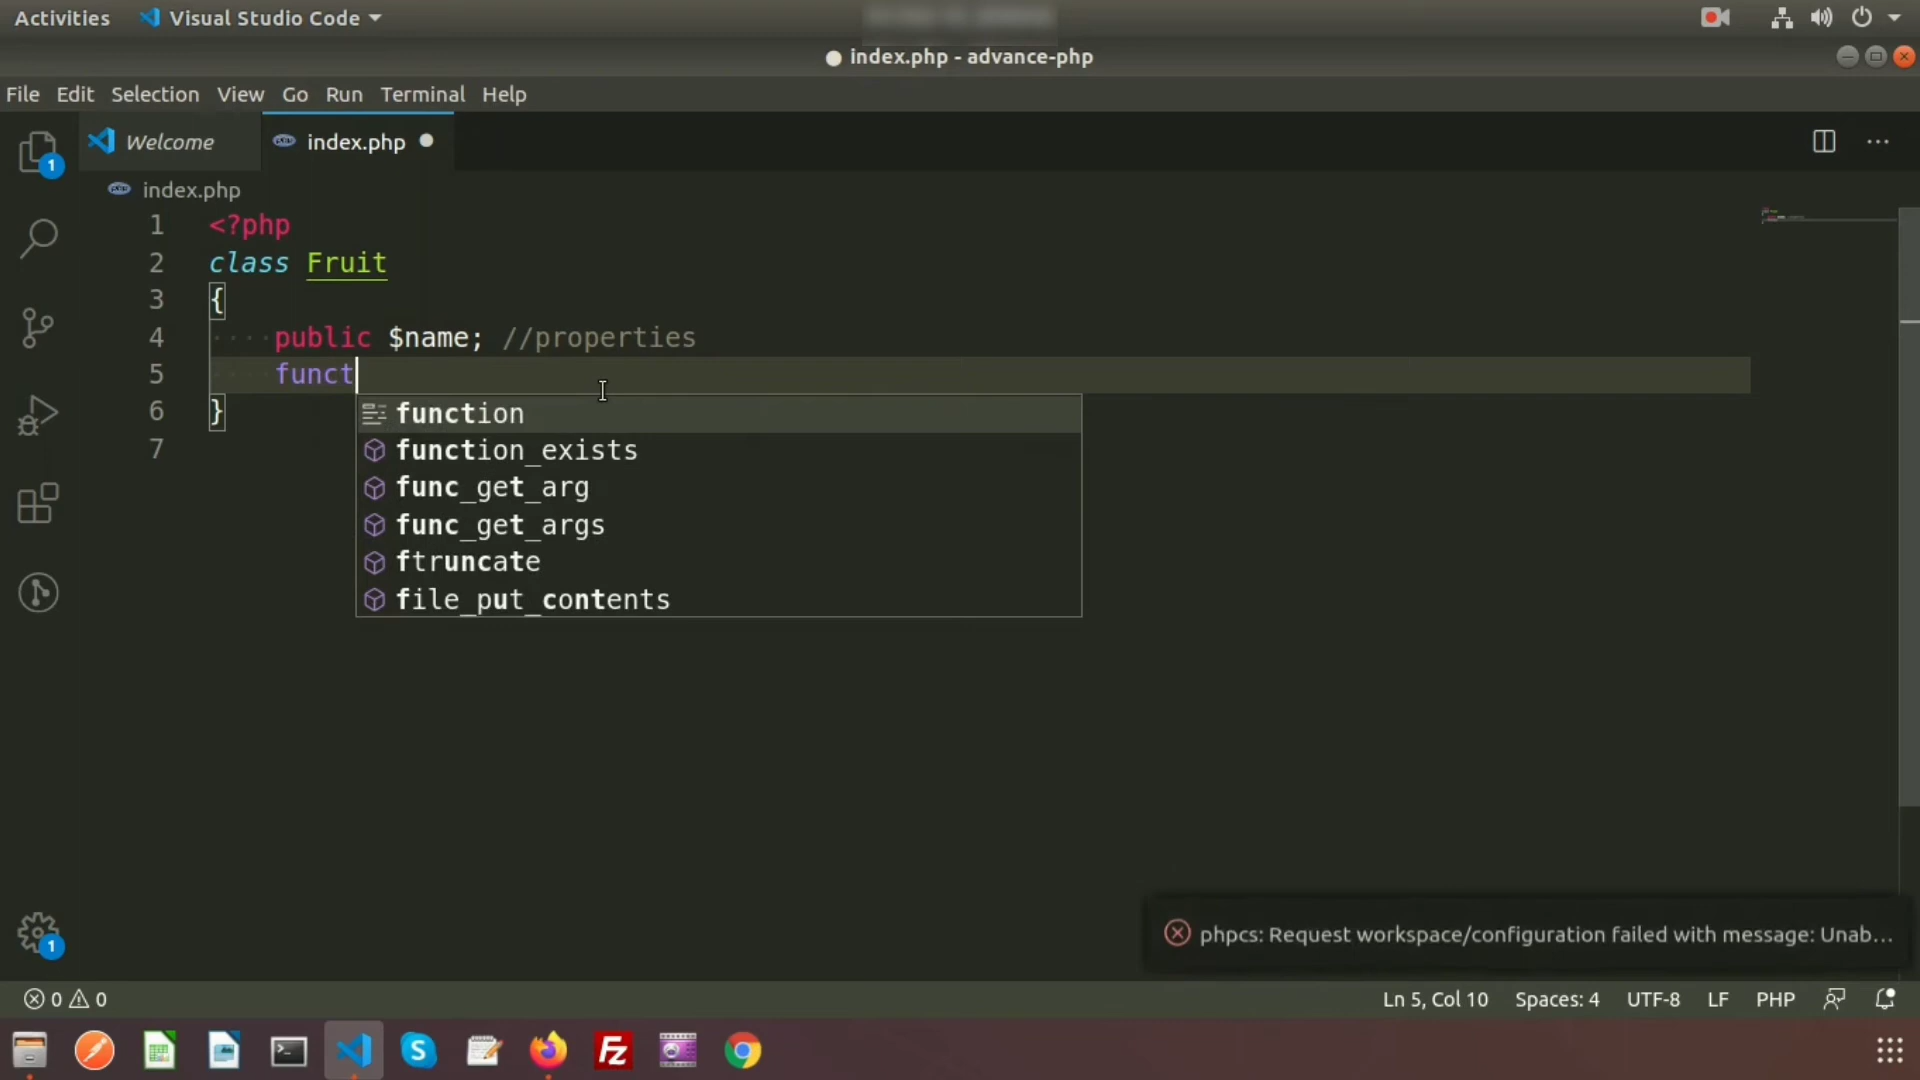 Activities
Visual Studio Code
index.php - advance-php
File Edit Selection View Go Run Terminal Help
Welcome
index.php
index.php
1 <?php
2 class Fruit
3 {
4 public $name; //properties
5 funct
6 }
7
function
function_exists
func_get_arg
func_get_args
ftruncate
file_put_contents
1
1
phpcs: Request workspace/configuration failed with message: Unab...
0 0
Ln 5, Col 10 Spaces: 4 UTF-8 LF PHP
S
Fz